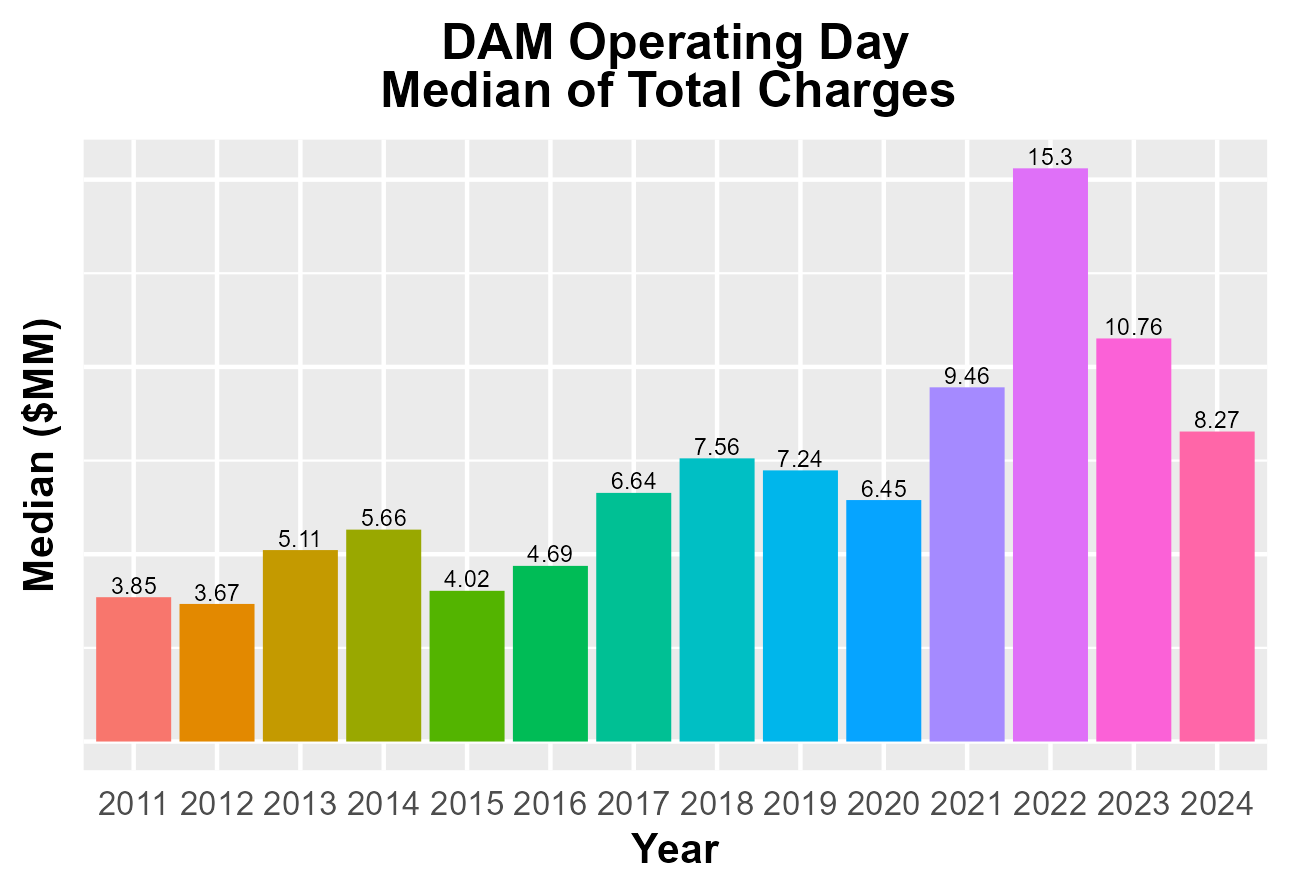 DAM Operating Day
Median of Total Charges
Median ($MM)
3.85
3.67
5.11
5.66
4.02
4.69
6.64
7.56
7.24
6.45
9.46
15.3
10.76
8.27
2011 2012 2013 2014 2015 2016 2017 2018 2019 2020 2021 2022 2023 2024
Year